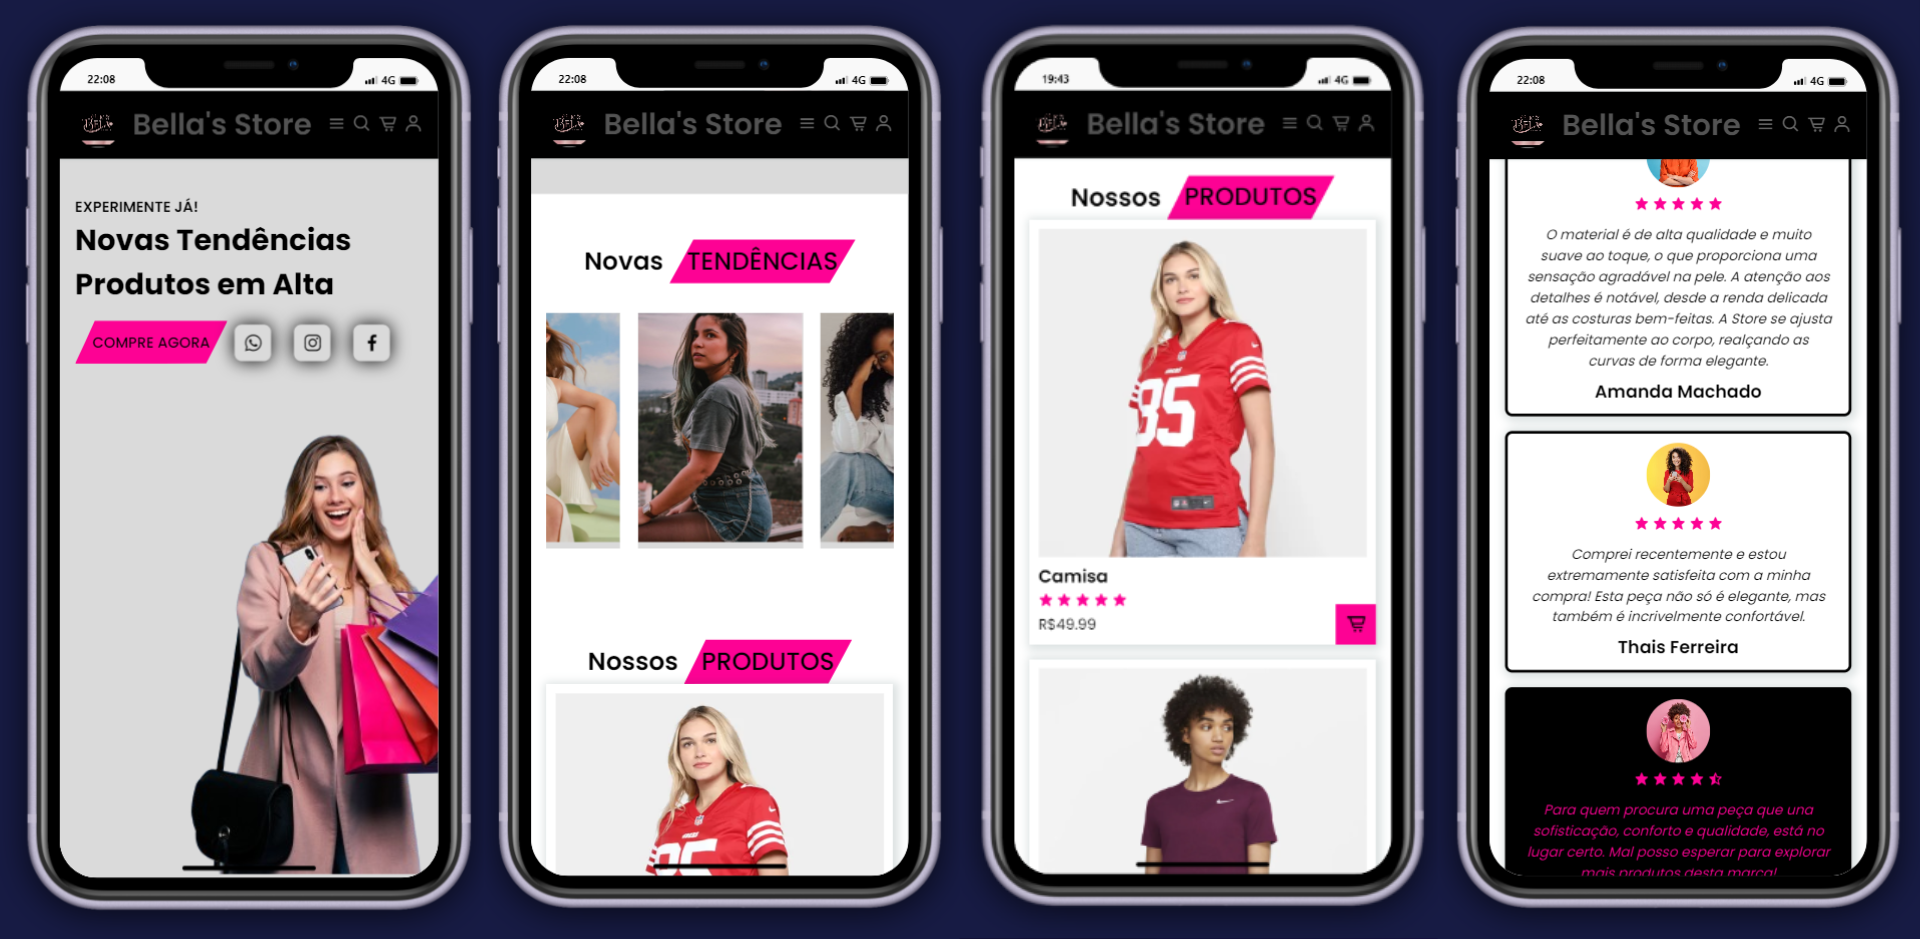 22:08
4G
Bella's Store
EXPERIMENTE JÁ!
Novas Tendências
Produtos em Alta
COMPRE AGORA
22:08
4G
Bella's Store
Novas TENDÊNCIAS
Nossos PRODUTOS
19:43
4G
Bella's Store
Nossos PRODUTOS
85
Camisa
R$49.99
22:08
4G
Bella's Store
O material é de alta qualidade e muito
suave ao toque, o que proporciona uma
sensação agradável na pele. A atenção aos
detalhes é notável, desde a renda delicada
até as costuras bem-feitas. A Store se ajusta
perfeitamente ao corpo, realçando as
curvas de forma elegante.
Amanda Machado
Comprei recentemente e estou
extremamente satisfeita com a minha
compra! Esta peça não só é elegante, mas
também é incrivelmente confortável.
Thais Ferreira
Para quem procura uma peça que una
sofisticação, conforto e qualidade, está no
lugar certo. Mal posso esperar para explorar
mais produtos desta marca!